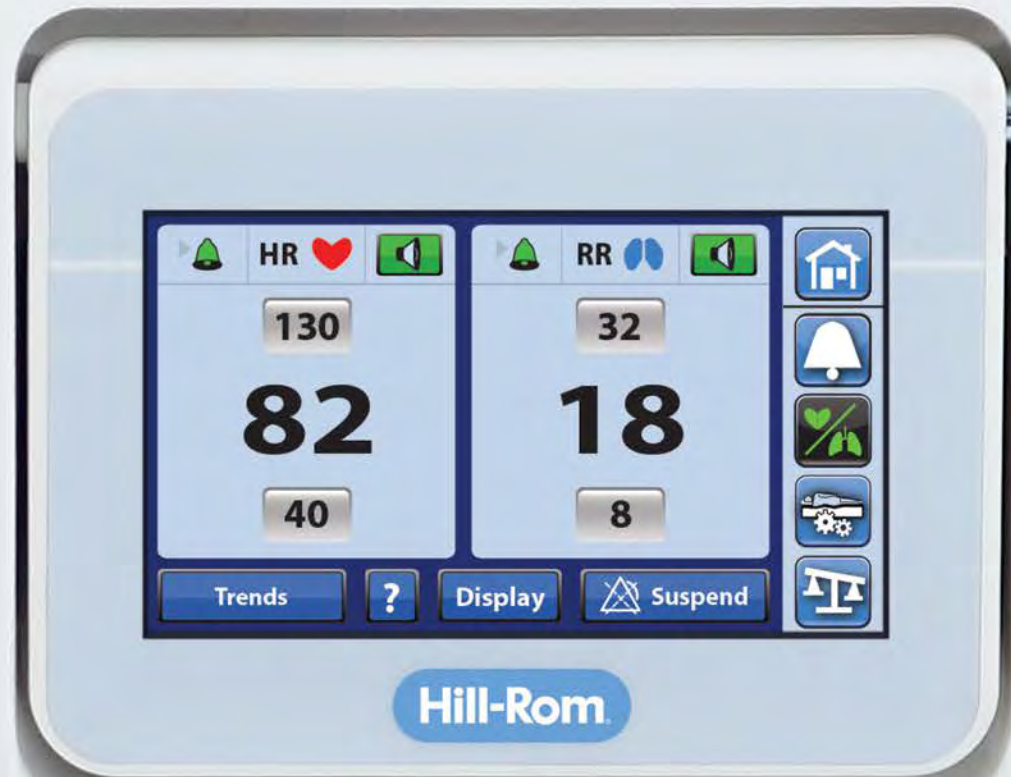 HR
130
82
40
RR
32
18
8
Trends
?
Display
Suspend
Hill-Rom